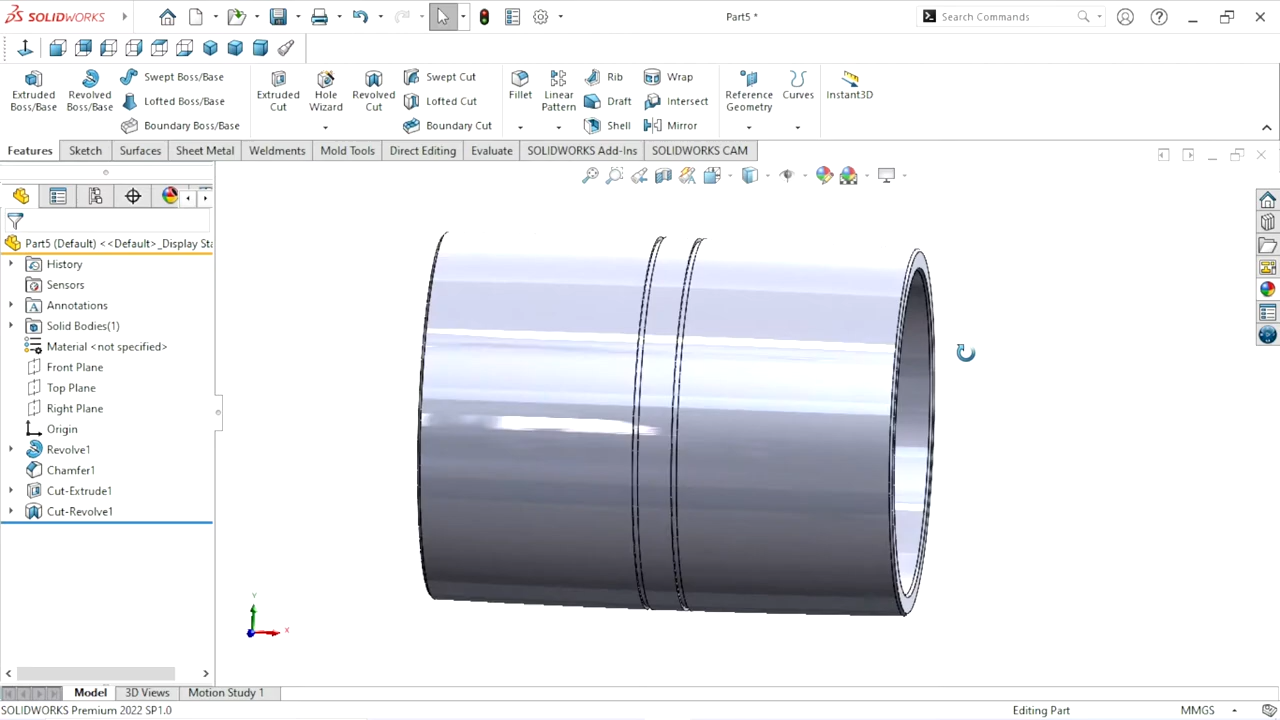 SOLIDWORKS
Part5 *
Search Commands
Extruded Boss/Base
Revolved Boss/Base
Swept Boss/Base
Lofted Boss/Base
Boundary Boss/Base
Extruded Cut
Hole Wizard
Revolved Cut
Swept Cut
Lofted Cut
Boundary Cut
Fillet
Linear Pattern
Rib
Draft
Shell
Wrap
Intersect
Mirror
Reference Geometry
Curves
Instant3D
Features
Sketch
Surfaces
Sheet Metal
Weldments
Mold Tools
Direct Editing
Evaluate
SOLIDWORKS Add-Ins
SOLIDWORKS CAM
Part5 (Default) <<Default>_Display Sta
History
Sensors
Annotations
Solid Bodies(1)
Material <not specified>
Front Plane
Top Plane
Right Plane
Origin
Revolve1
Chamfer1
Cut-Extrude1
Cut-Revolve1
Y
X
Model
3D Views
Motion Study 1
SOLIDWORKS Premium 2022 SP1.0
Editing Part
MMGS